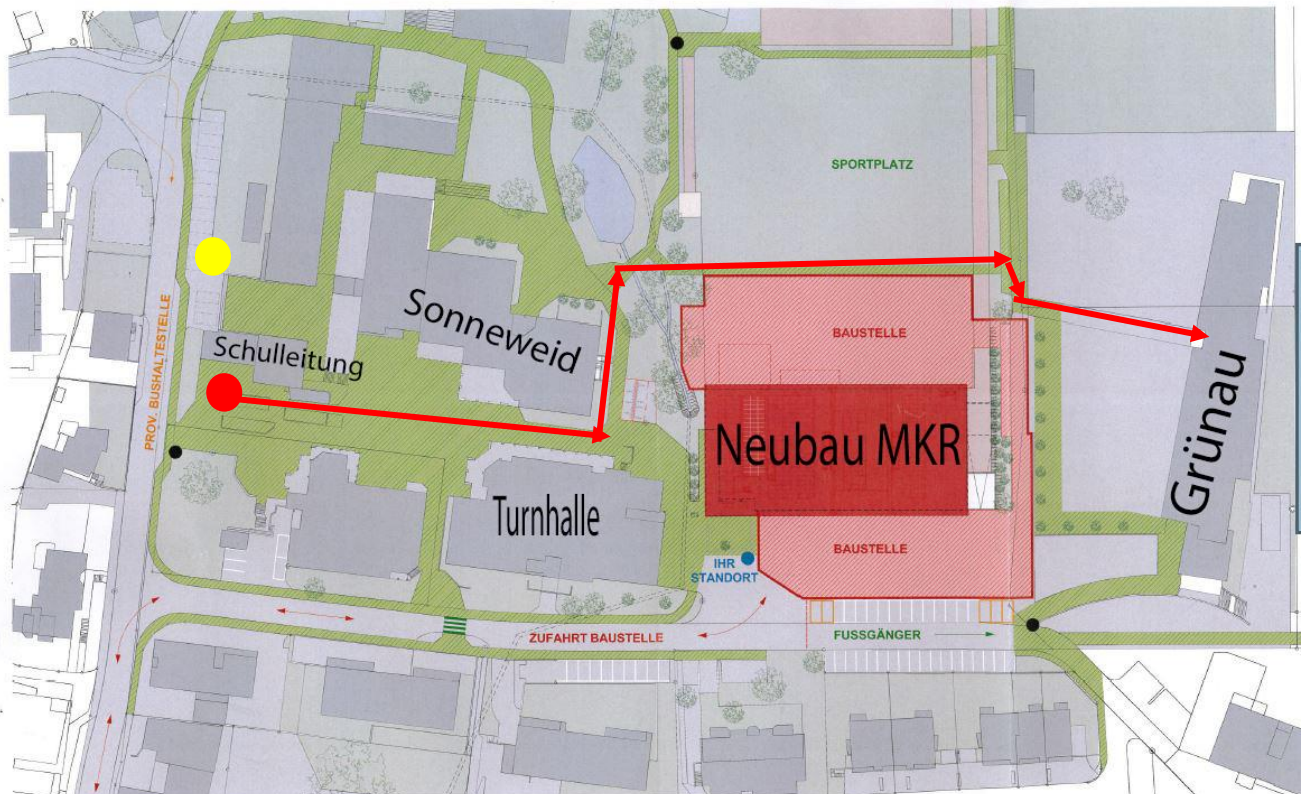 SPORTPLATZ
PROV. BUSHALTESTELLE
Sonneweid
Schulleitung
BAUSTELLE
Neubau MKR
Grünau
Turnhalle
BAUSTELLE
IHR
STANDORT
ZUFAHRT BAUSTELLE
FUSSGÄNGER